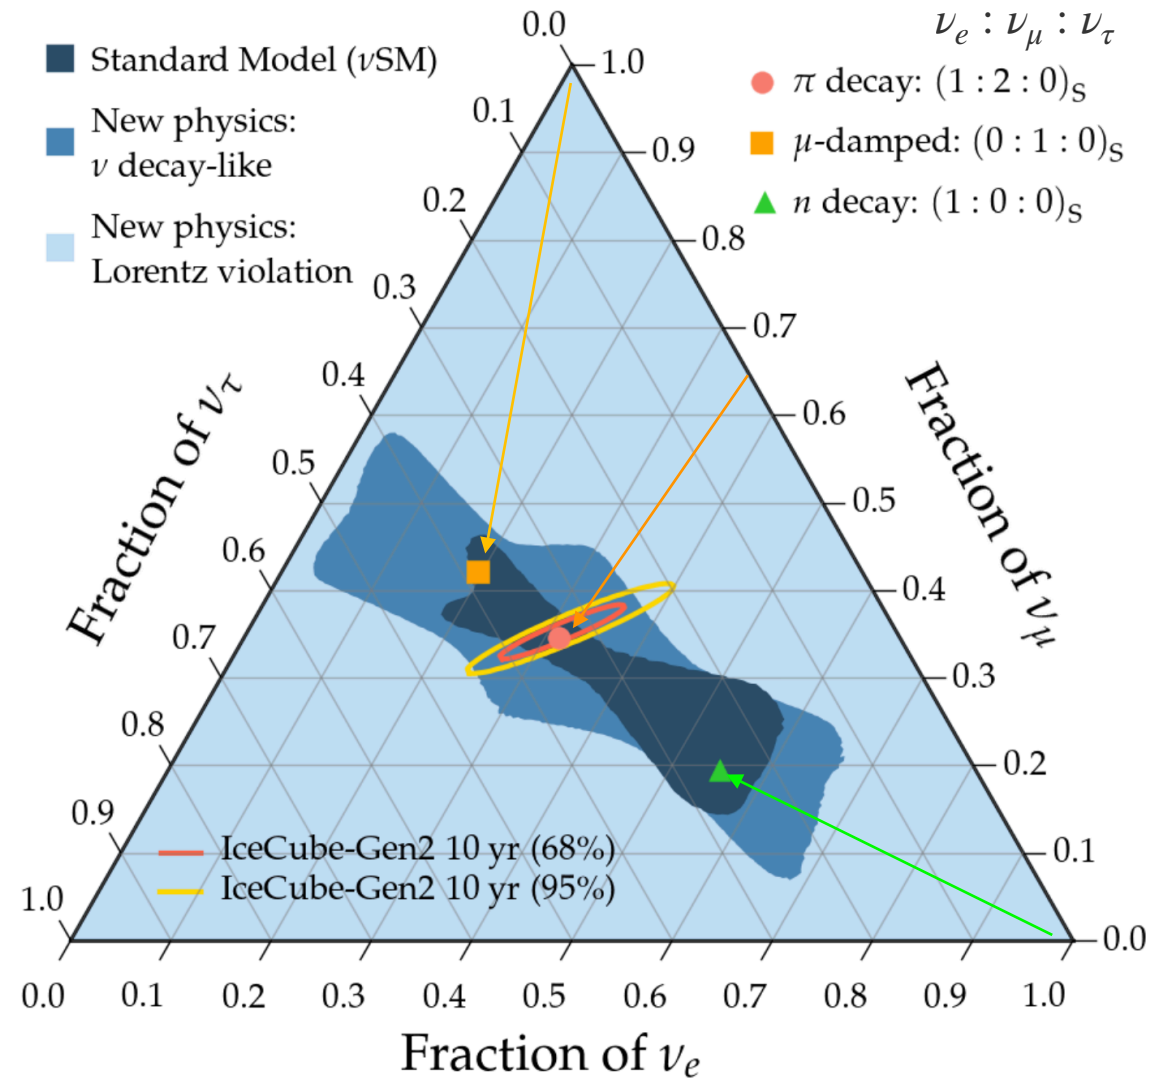 νe : νμ : ντ
Standard Model (νSM)
New physics:
ν decay-like
New physics:
Lorentz violation
π decay: (1 : 2 : 0)S
μ-damped: (0 : 1 : 0)S
n decay: (1 : 0 : 0)S
0.0
0.1
0.2
0.3
0.4
0.5
0.6
0.7
0.8
0.9
1.0
Fraction of ντ
1.0
0.9
0.8
0.7
0.6
0.5
0.4
0.3
0.2
0.1
0.0
Fraction of νμ
IceCube-Gen2 10 yr (68%)
IceCube-Gen2 10 yr (95%)
0.0 0.1 0.2 0.3 0.4 0.5 0.6 0.7 0.8 0.9 1.0
Fraction of νe